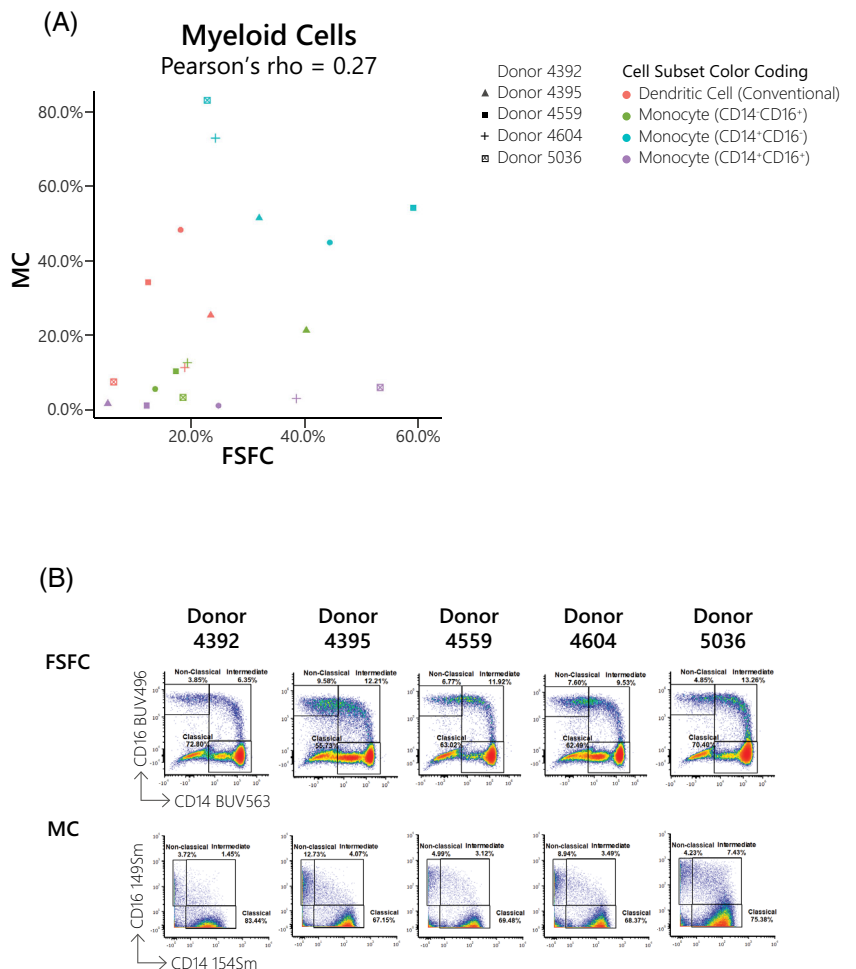 (A)
Myeloid Cells
Pearson's rho = 0.27
80.0%
60.0%
40.0%
20.0%
0.0%
MC
20.0%
40.0%
60.0%
FSFC
Donor 4392
Donor 4395
Donor 4559
Donor 4604
Donor 5036
Cell Subset Color Coding
Dendritic Cell (Conventional)
Monocyte (CD14⁻CD16⁺)
Monocyte (CD14⁺CD16⁻)
Monocyte (CD14⁺CD16⁺)
(B)
Donor 4392
Donor 4395
Donor 4559
Donor 4604
Donor 5036
FSFC
CD16 BUV496
CD14 BUV563
Non-Classical 3.85%
Intermediate 6.35%
Classical 72.80%
Non-Classical 9.58%
Intermediate 12.21%
Classical 55.73%
Non-Classical 6.77%
Intermediate 11.92%
Classical 63.02%
Non-Classical 7.60%
Intermediate 9.53%
Classical 62.49%
Non-Classical 4.85%
Intermediate 13.26%
Classical 70.40%
MC
CD16 149Sm
CD14 154Sm
Non-classical 3.72%
Intermediate 1.45%
Classical 83.44%
Non-classical 12.73%
Intermediate 4.07%
Classical 67.15%
Non-classical 4.99%
Intermediate 3.12%
Classical 69.48%
Non-classical 8.94%
Intermediate 3.49%
Classical 68.37%
Non-classical 4.23%
Intermediate 7.43%
Classical 75.38%